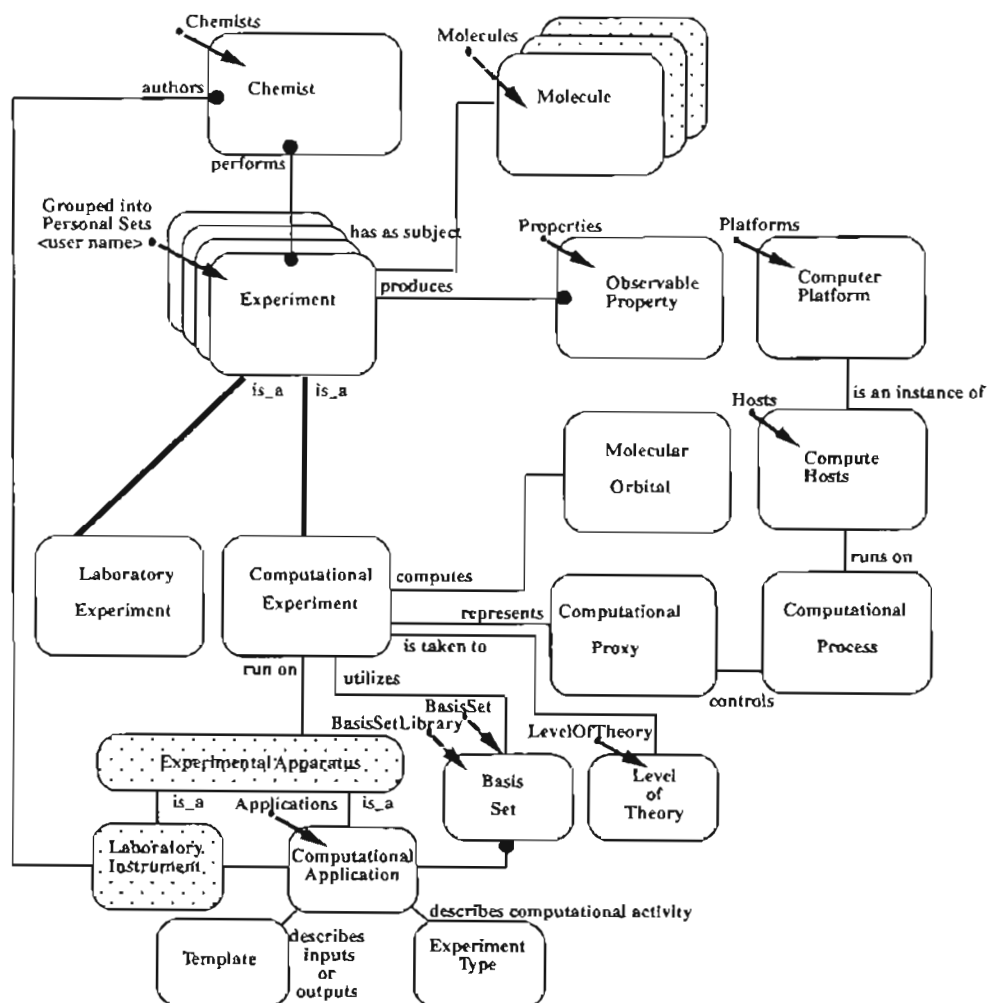 Chemists
Chemist
authors
performs
Molecules
Molecule
Grouped into
Personal Sets
<user name>
has as subject
Experiment
produces
Properties
Observable
Property
Platforms
Computer
Platform
is_a
is_a
is an instance of
Hosts
Compute
Hosts
Molecular
Orbital
runs on
Laboratory
Experiment
Computational
Experiment
computes
represents
is taken to
Computational
Proxy
Computational
Process
controls
run on
utilizes
BasisSet
BasisSetLibrary
LevelOfTheory
Experimental Apparatus
Basis
Set
Level
of
Theory
is_a
Applications
is_a
Laboratory
Instrument
Computational
Application
describes computational activity
Template
describes
inputs
or
outputs
Experiment
Type